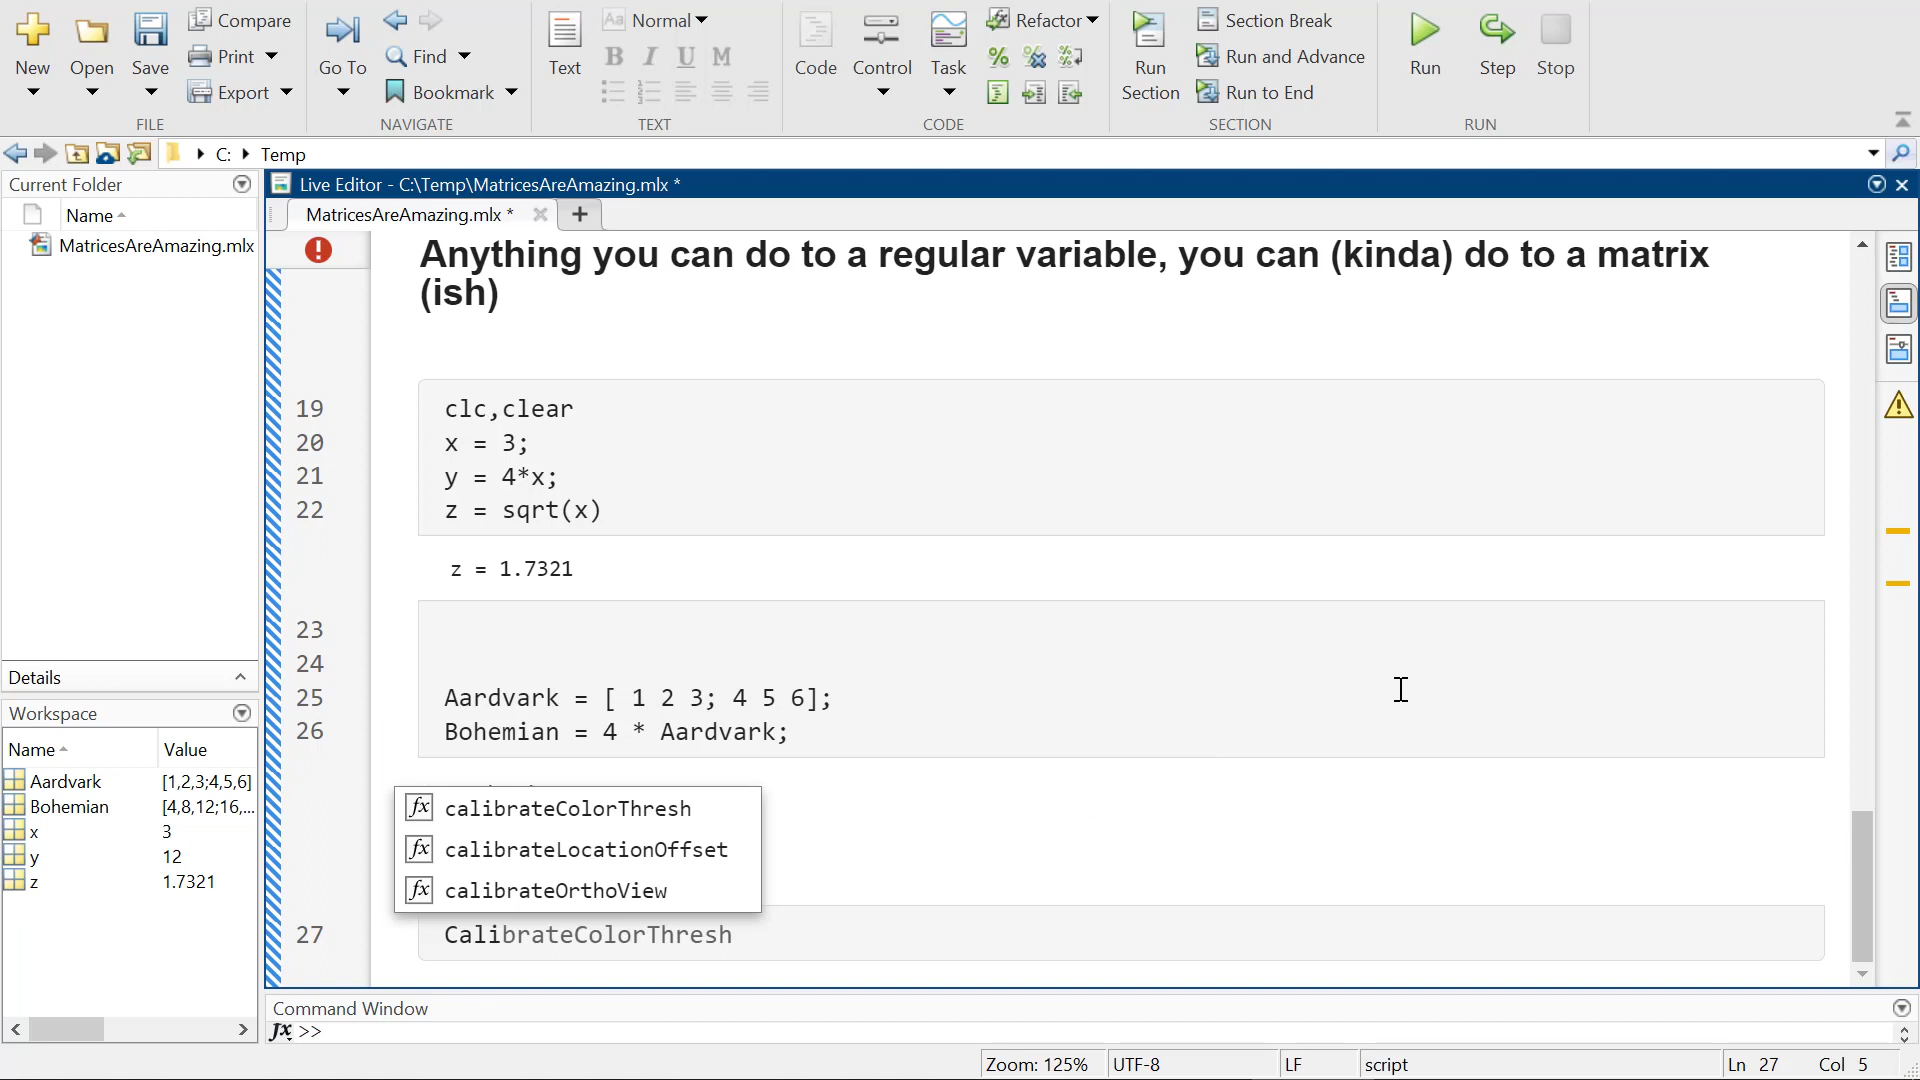 New
Open
Save
Compare
Print
Export
FILE
Go To
Find
Bookmark
NAVIGATE
Text
Aa Normal
B I U M
TEXT
Code
Control
Task
Refactor
CODE
Run
Section
Section Break
Run and Advance
Run to End
SECTION
Run
Step
Stop
RUN
C: Temp
Current Folder
Name
MatricesAreAmazing.mlx
Details
Workspace
Name Value
Aardvark [1,2,3;4,5,6]
Bohemian [4,8,12;16,...
x 3
y 12
z 1.7321
Live Editor - C:\Temp\MatricesAreAmazing.mlx *
MatricesAreAmazing.mlx *
Anything you can do to a regular variable, you can (kinda) do to a matrix
(ish)
19 clc,clear
20 x = 3;
21 y = 4*x;
22 z = sqrt(x)
z = 1.7321
23
24
25 Aardvark = [ 1 2 3; 4 5 6];
26 Bohemian = 4 * Aardvark;
fx calibrateColorThresh
fx calibrateLocationOffset
fx calibrateOrthoView
27 CalibrateColorThresh
Command Window
fx >>
Zoom: 125% UTF-8 LF script Ln 27 Col 5